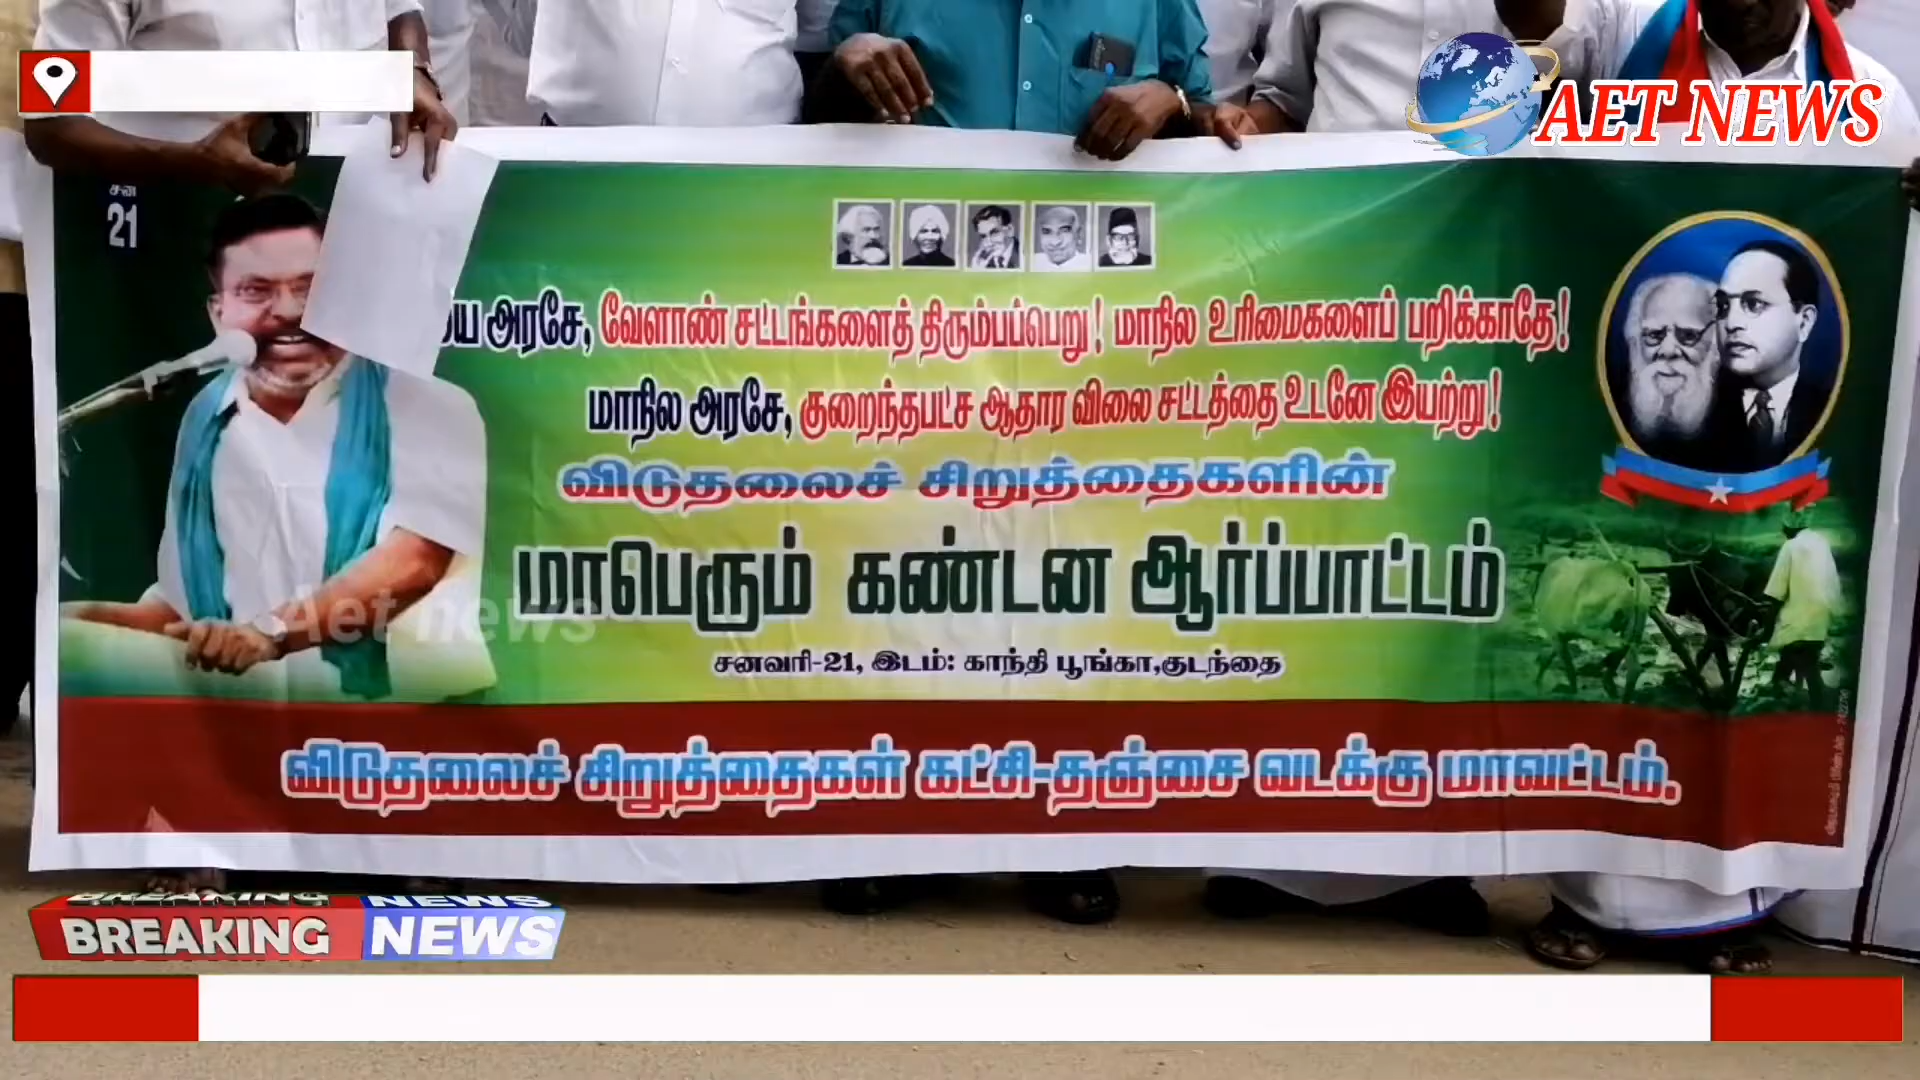 AET NEWS
சன
21
அரசே, வேளாண் சட்டங்களைத் திரும்பப்பெறு! மாநில உரிமைகளைப் பறிக்காதே!
மாநில அரசே, குறைந்தபட்ச ஆதார விலை சட்டத்தை உடனே இயற்று!
விடுதலைச் சிறுத்தைகளின்
மாபெரும் கண்டன ஆர்ப்பாட்டம்
Aet news
சனவரி-21, இடம்: காந்தி பூங்கா,குடந்தை
விடுதலைச் சிறுத்தைகள் கட்சி-தஞ்சை வடக்கு மாவட்டம்.
BREAKING NEWS